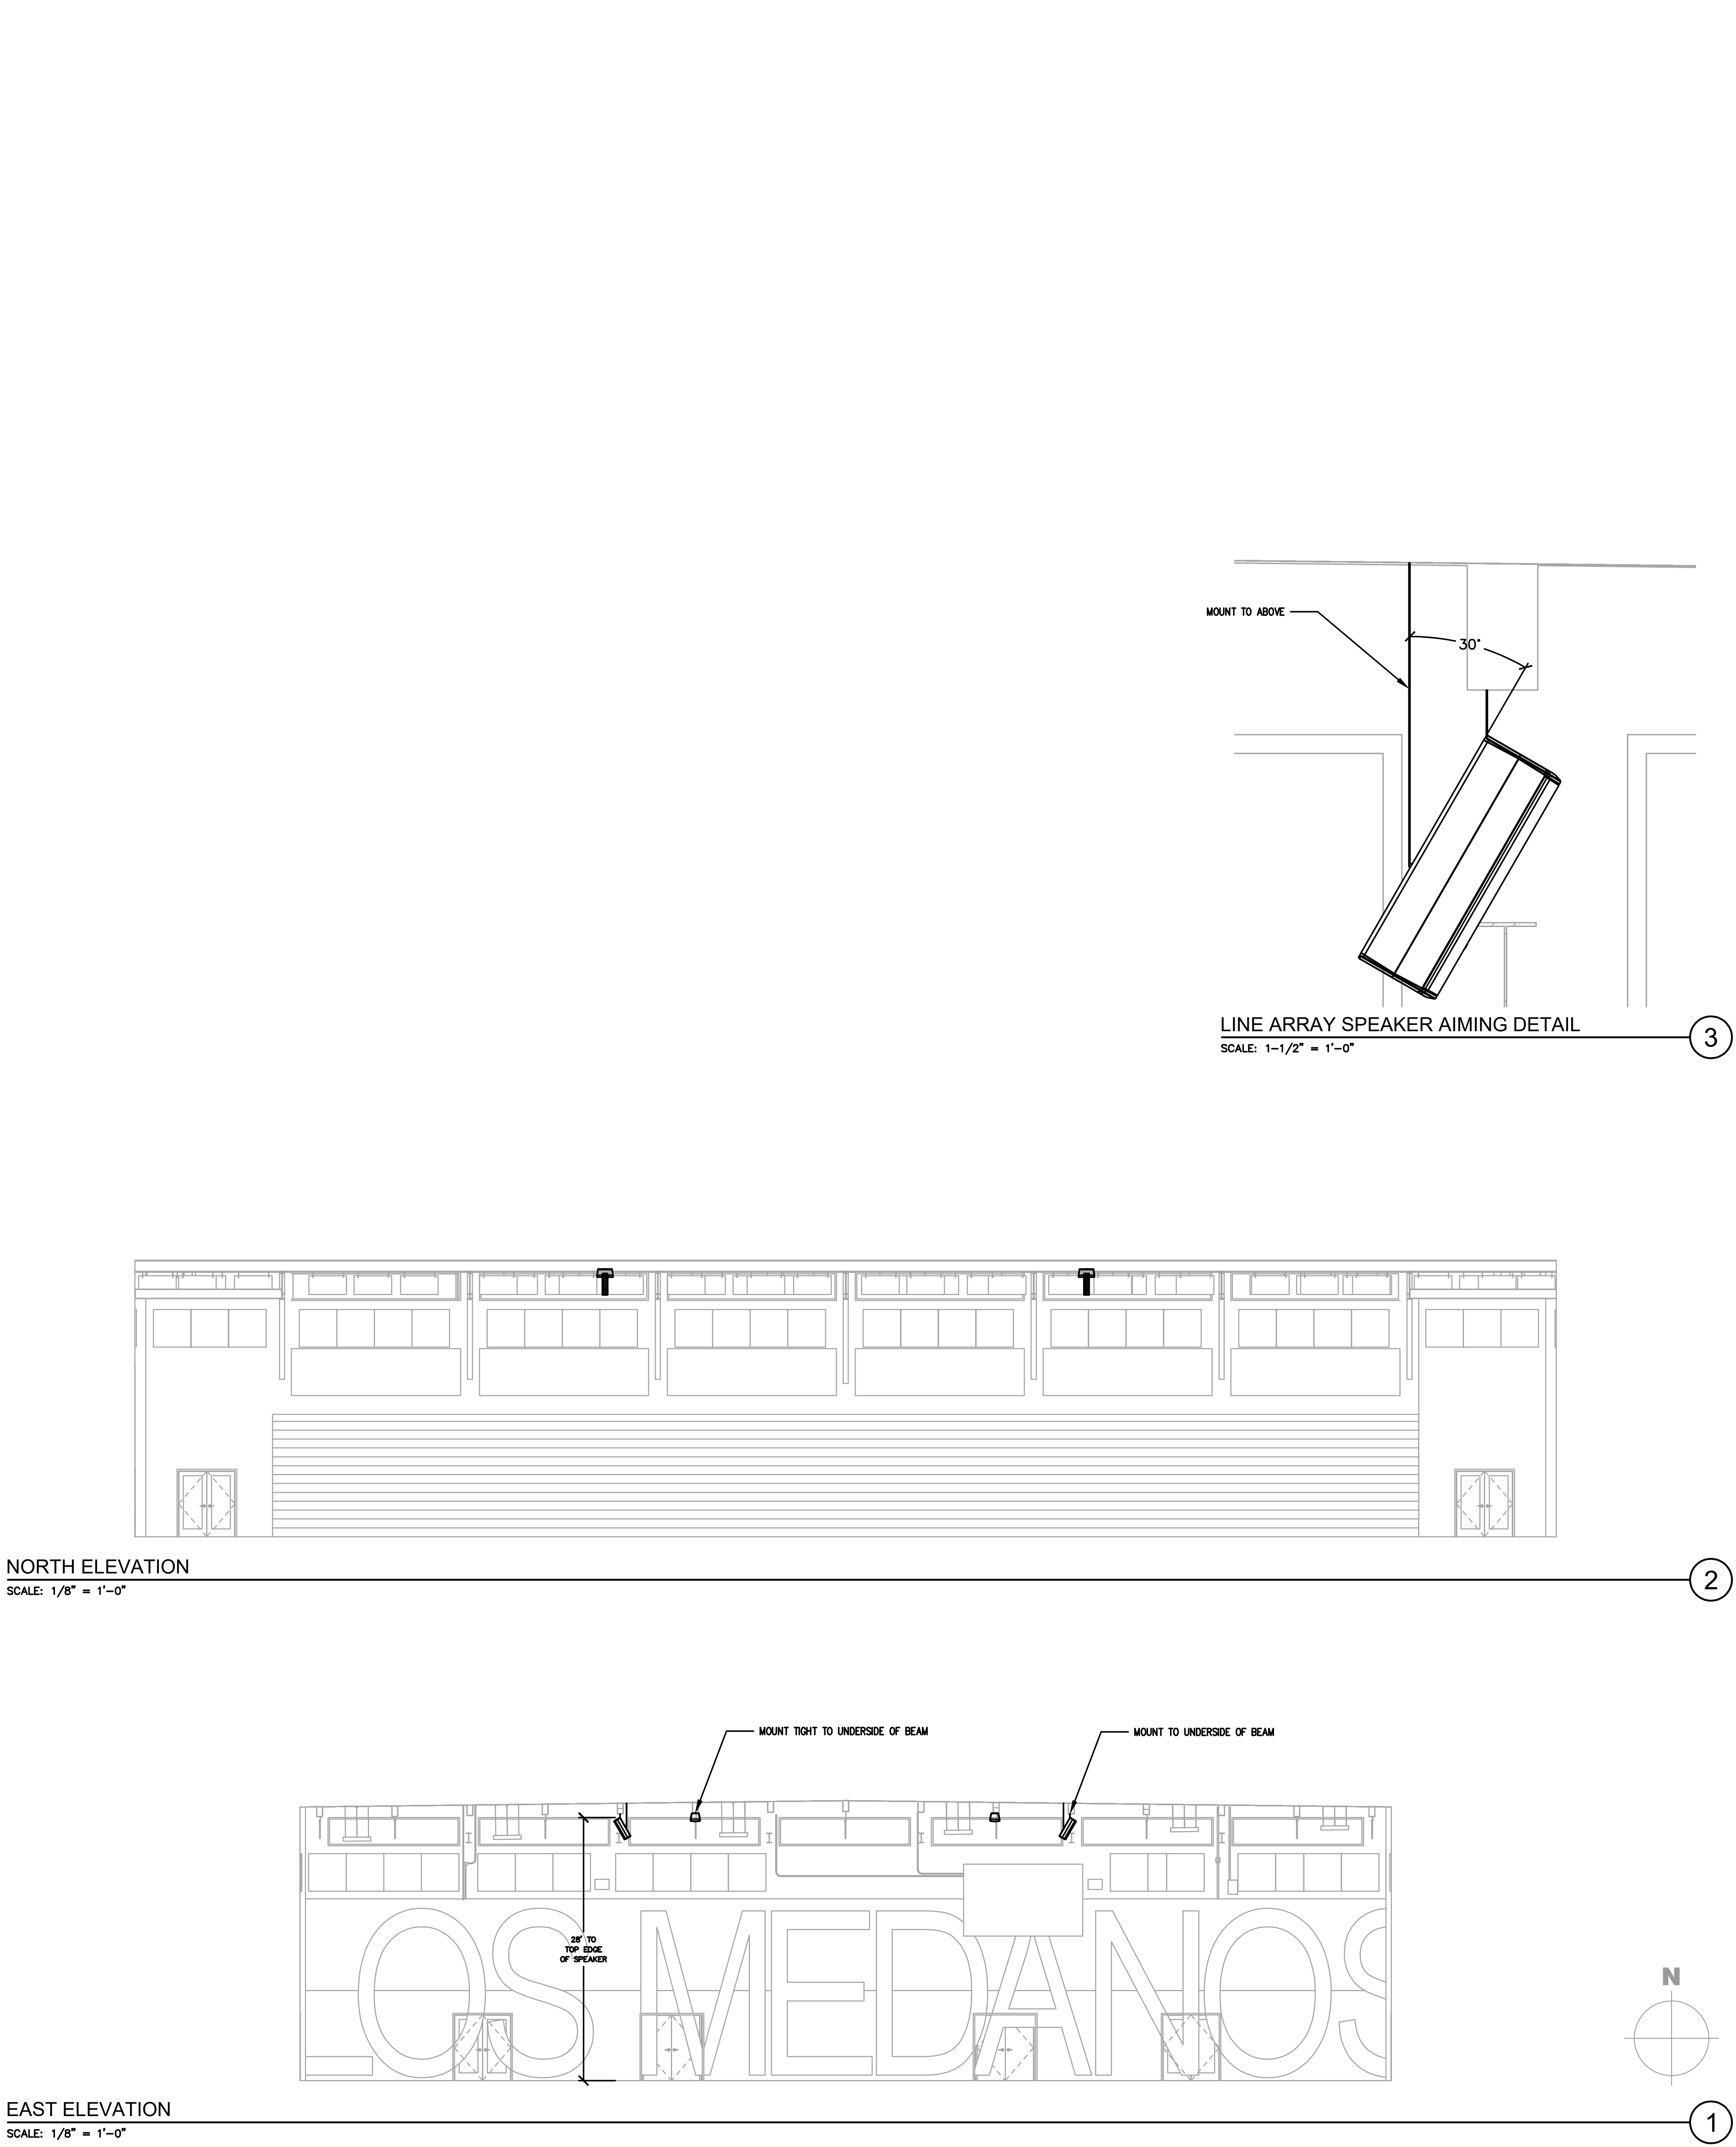 MOUNT TO ABOVE
30°
LINE ARRAY SPEAKER AIMING DETAIL
3
SCALE: 1-1/2" = 1'-0"
NORTH ELEVATION
2
SCALE: 1/8" = 1'-0"
MOUNT TIGHT TO UNDERSIDE OF BEAM
MOUNT TO UNDERSIDE OF BEAM
LOS MEDANOS
28' TO
TOP EDGE
OF SPEAKER
N
EAST ELEVATION
1
SCALE: 1/8" = 1'-0"